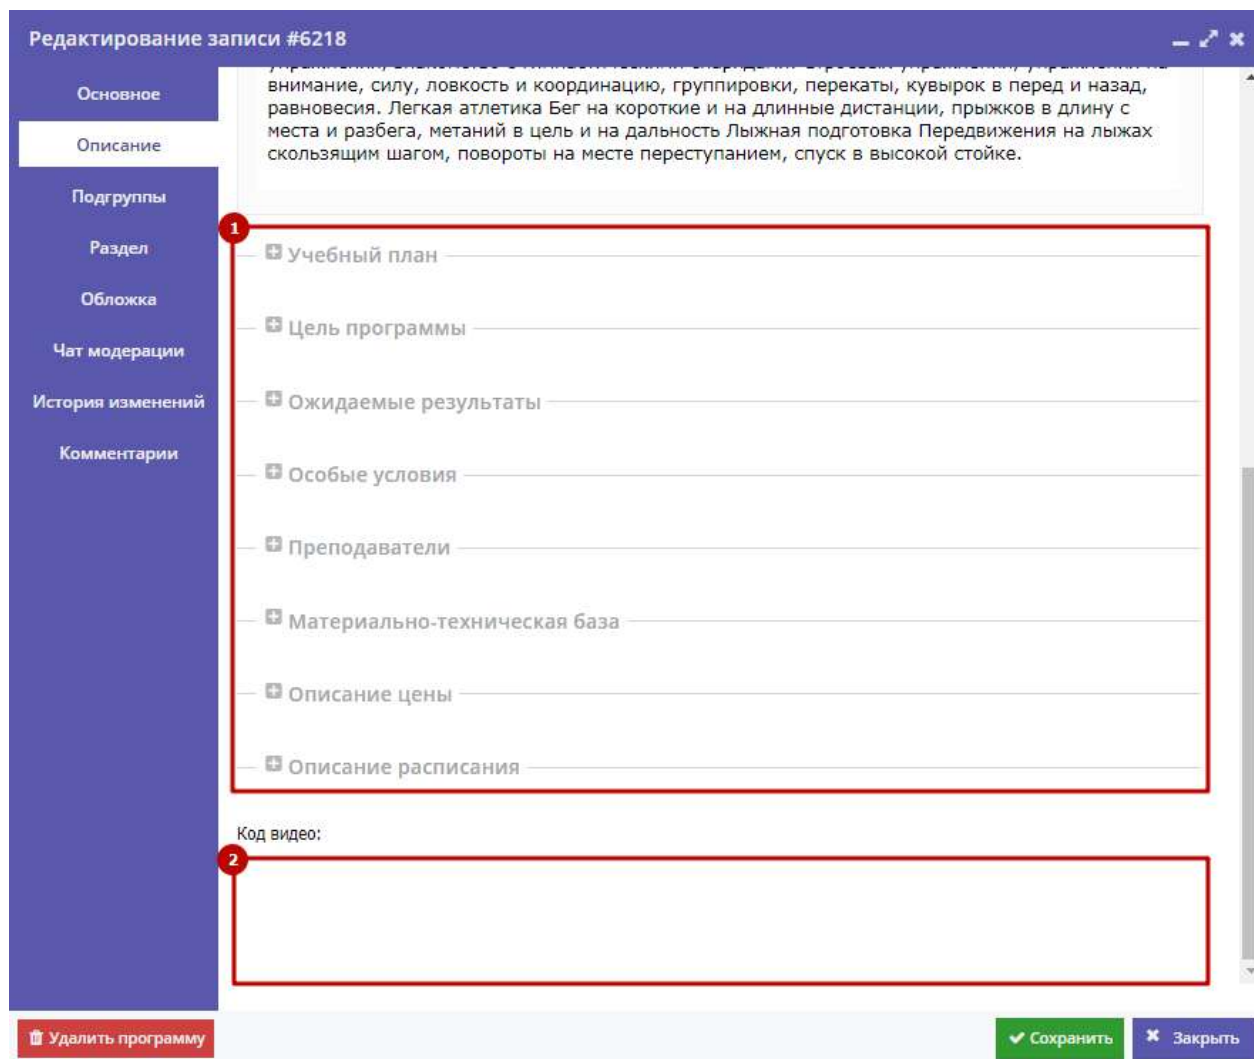 Редактирование записи #6218
Основное
Описание
Подгруппы
Раздел
Обложка
Чат модерации
История изменений
Комментарии
внимание, силу, ловкость и координацию, группировки, перекаты, кувырок в перед и назад,
равновесия. Легкая атлетика Бег на короткие и на длинные дистанции, прыжков в длину с
места и разбега, метаний в цель и на дальность Лыжная подготовка Передвижения на лыжах
скользящим шагом, повороты на месте переступанием, спуск в высокой стойке.
1
Учебный план
Цель программы
Ожидаемые результаты
Особые условия
Преподаватели
Материально-техническая база
Описание цены
Описание расписания
Код видео:
2
Удалить программу
Сохранить
Закрыть